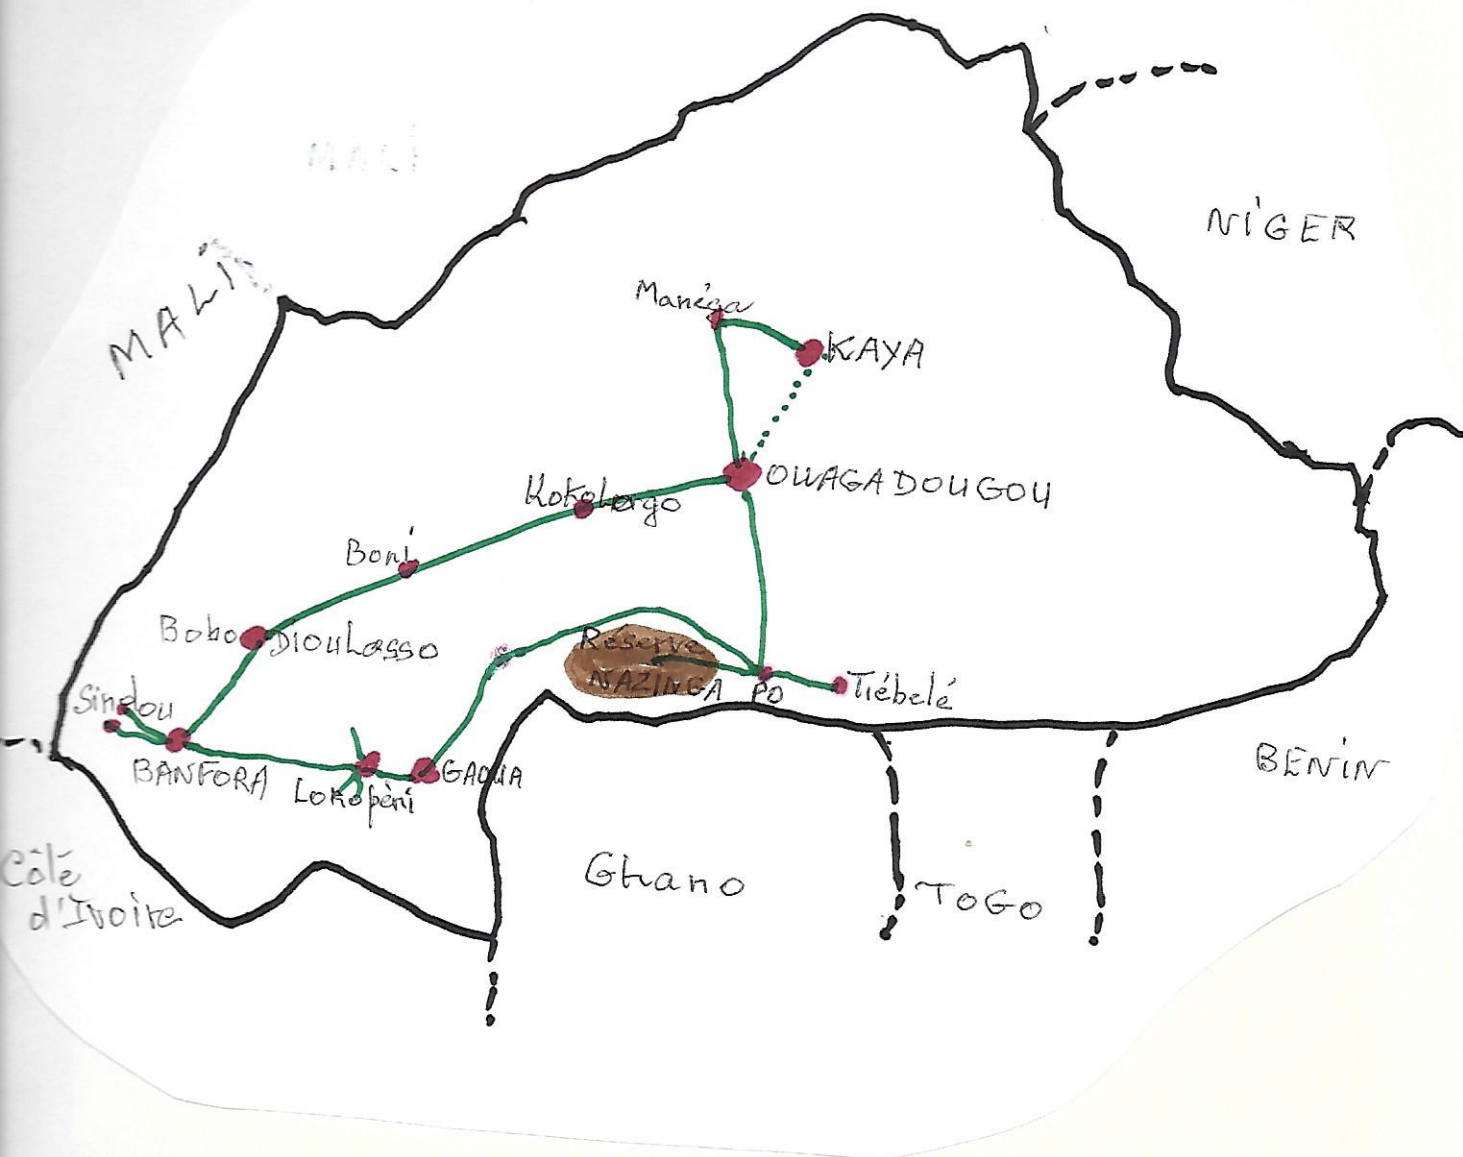 MALI
NIGER
MALI
Manéga
KAYA
OUAGADOUGOU
Kokologo
Boni
Bobo DIOULasso
Réserve
NAZINGA
PO
Tiébelé
Sindou
BANFORA
Lokopèni
GAOUA
BENIN
Côte
d'Ivoire
Ghano
TOGO